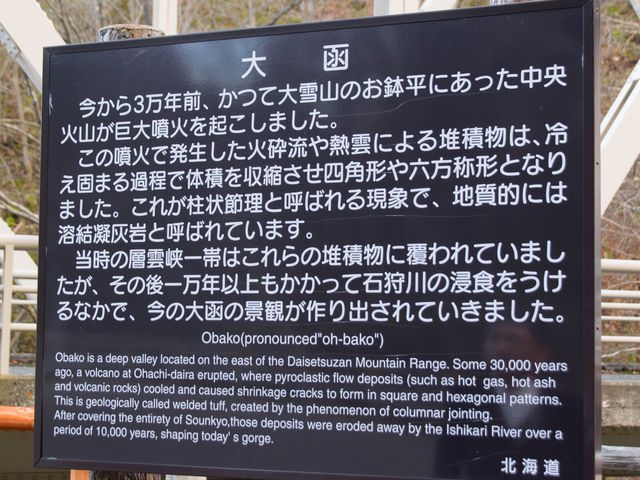 大 函
今から3万年前、かつて大雪山のお鉢平にあった中央
火山が巨大噴火を起こしました。
この噴火で発生した火砕流や熱雲による堆積物は、冷
え固まる過程で体積を収縮させ四角形や六方称形となり
ました。これが柱状節理と呼ばれる現象で、地質的には
溶結凝灰岩と呼ばれています。
当時の層雲峡一帯はこれらの堆積物に覆われていまし
たが、その後一万年以上もかかって石狩川の浸食をうけ
るなかで、今の大函の景観が作り出されていきました。
Obako(pronounced"oh-bako")
Obako is a deep valley located on the east of the Daisetsuzan Mountain Range. Some 30,000 years
ago, a volcano at Ohachi-daira erupted, where pyroclastic flow deposits (such as hot gas, hot ash
and volcanic rocks) cooled and caused shrinkage cracks to form in square and hexagonal patterns.
This is geologically called welded tuff, created by the phenomenon of columnar jointing.
After covering the entirety of Sounkyo,those deposits were eroded away by the Ishikari River over a
period of 10,000 years, shaping today's gorge.
北海道